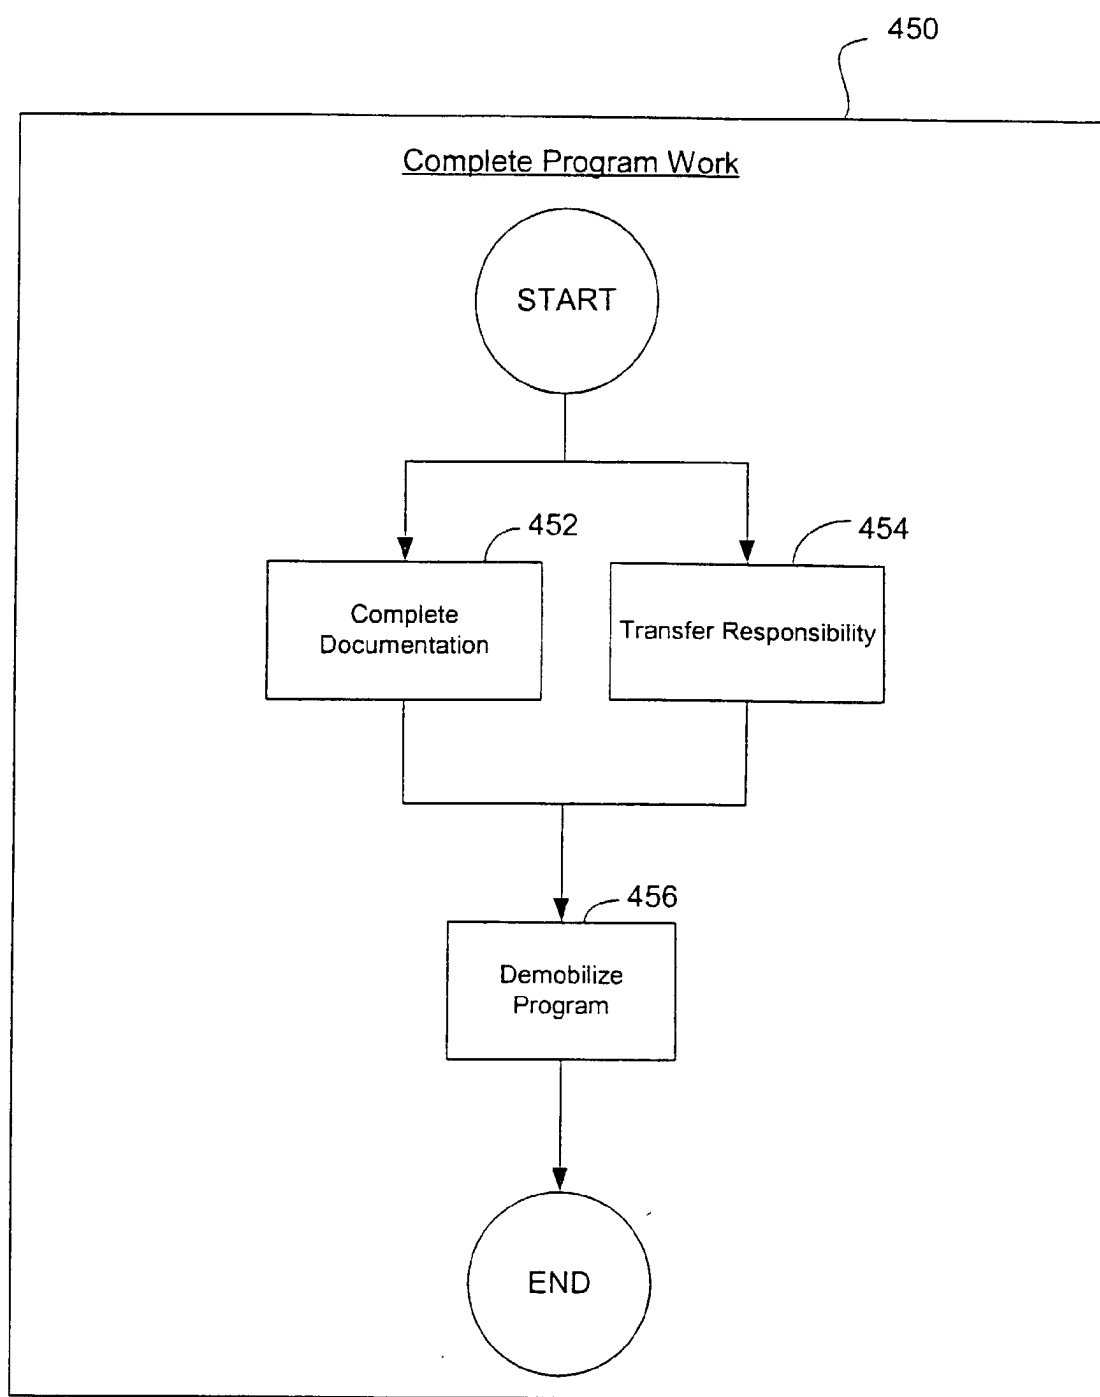 450
Complete Program Work
START
452
454
Complete
Documentation
Transfer Responsibility
456
Demobilize
Program
END